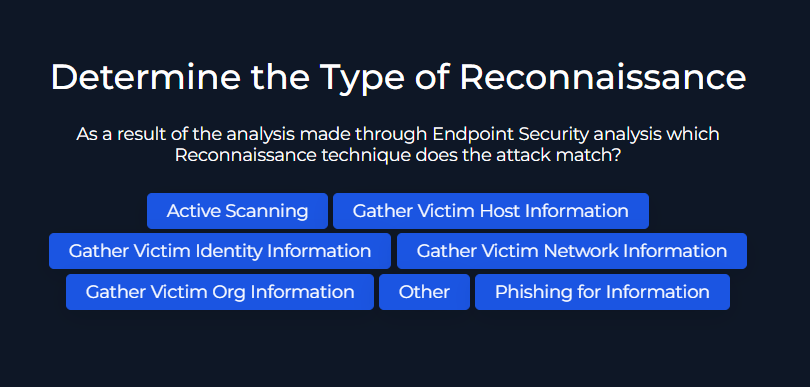 Determine the Type of Reconnaissance
As a result of the analysis made through Endpoint Security analysis which
Reconnaissance technique does the attack match?
Active Scanning
Gather Victim Host Information
Gather Victim Identity Information
Gather Victim Network Information
Gather Victim Org Information
Other
Phishing for Information